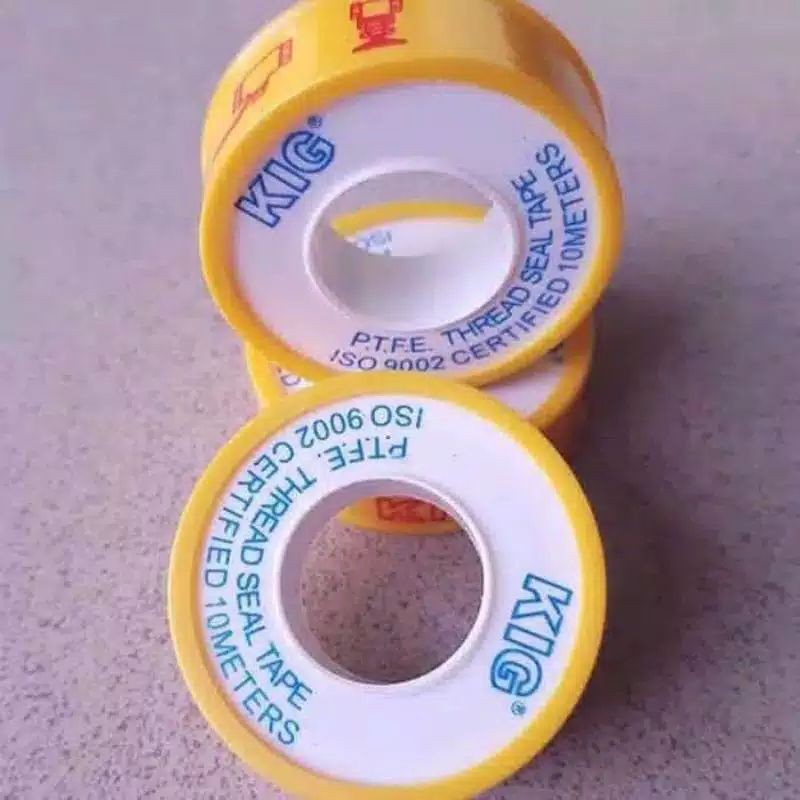 KIG®
P.T.F.E. THREAD SEAL TAPE
ISO 9002 CERTIFIED 10METERS
P.T.F.E. THREAD SEAL TAPE
ISO 9002 CERTIFIED 10METERS
KIG®